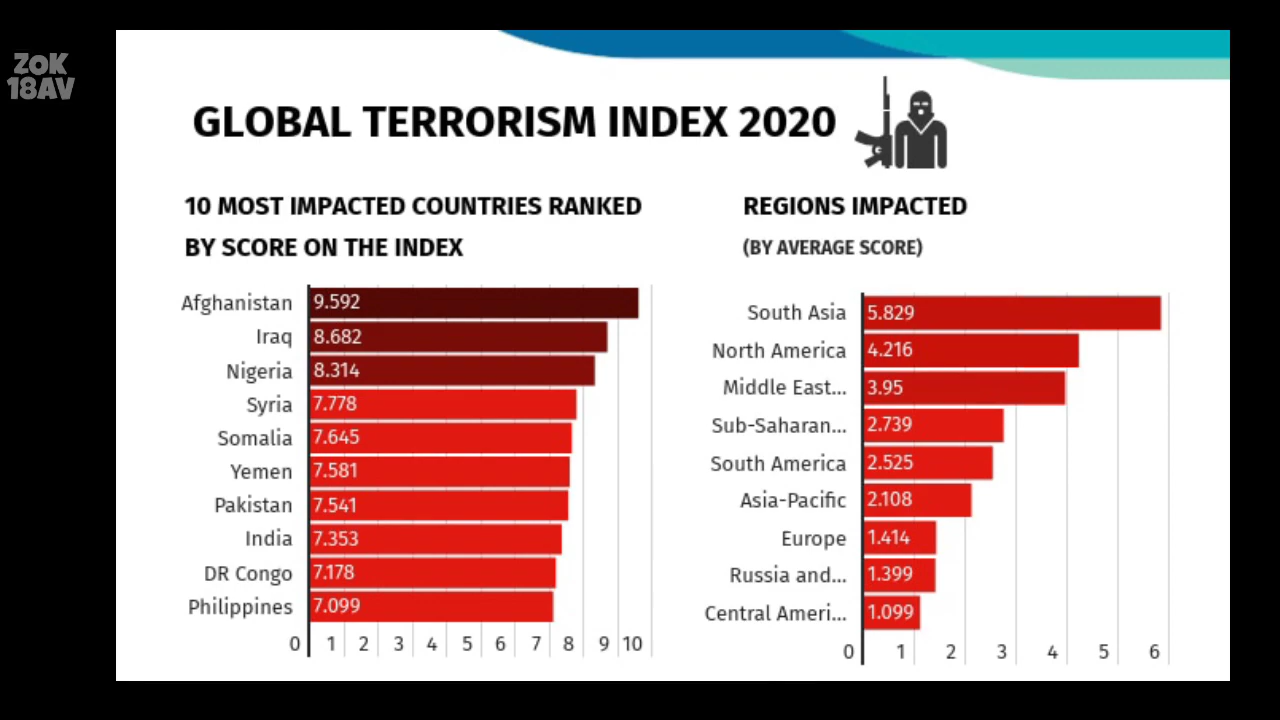 ZOK
18AV
GLOBAL TERRORISM INDEX 2020
10 MOST IMPACTED COUNTRIES RANKED
BY SCORE ON THE INDEX
Afghanistan 9.592
Iraq 8.682
Nigeria 8.314
Syria 7.778
Somalia 7.645
Yemen 7.581
Pakistan 7.541
India 7.353
DR Congo 7.178
Philippines 7.099
0 1 2 3 4 5 6 7 8 9 10
REGIONS IMPACTED
(BY AVERAGE SCORE)
South Asia 5.829
North America 4.216
Middle East... 3.95
Sub-Saharan... 2.739
South America 2.525
Asia-Pacific 2.108
Europe 1.414
Russia and... 1.399
Central Ameri... 1.099
0 1 2 3 4 5 6